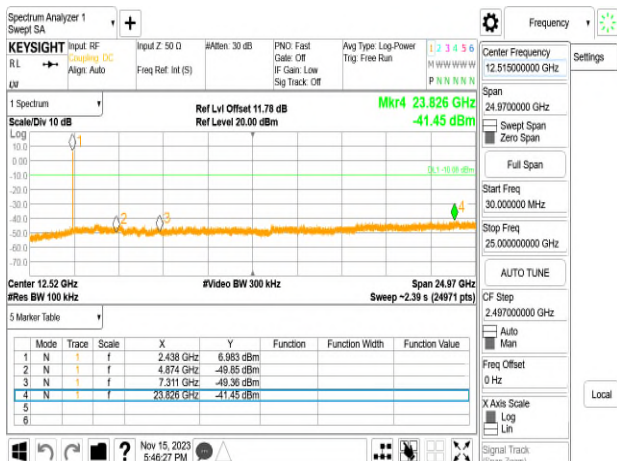 Spectrum Analyzer 1
Swept SA
KEYSIGHT
RL
Input: RF
Coupling: DC
Align: Auto
Input Z: 50 Ω
Freq Ref: Int (S)
#Atten: 30 dB
PNO: Fast
Gate: Off
IF Gain: Low
Sig Track: Off
Avg Type: Log-Power
Trig: Free Run
1 2 3 4 5 6
M W W W W W
P N N N N N
1 Spectrum
Scale/Div 10 dB
Ref Lvl Offset 11.78 dB
Ref Level 20.00 dBm
Mkr4 23.826 GHz
-41.45 dBm
Log
10.0
0.00
-10.0
-20.0
-30.0
-40.0
-50.0
-60.0
-70.0
1
2
3
4
Center 12.52 GHz
#Res BW 100 kHz
#Video BW 300 kHz
Span 24.97 GHz
Sweep ~2.39 s (24971 pts)
5 Marker Table
Mode Trace Scale X Y Function Function Width Function Value
1 N 1 f 2.438 GHz 6.983 dBm
2 N 1 f 4.874 GHz -49.85 dBm
3 N 1 f 7.311 GHz -49.36 dBm
4 N 1 f 23.826 GHz -41.45 dBm
5
6
Nov 15, 2023
5:46:27 PM
Frequency
Settings
Center Frequency
12.515000000 GHz
Span
24.9700000 GHz
Swept Span
Zero Span
Full Span
Start Freq
30.000000 MHz
Stop Freq
25.000000000 GHz
AUTO TUNE
CF Step
2.497000000 GHz
Auto
Man
Freq Offset
0 Hz
X Axis Scale
Log
Lin
Local
Signal Track